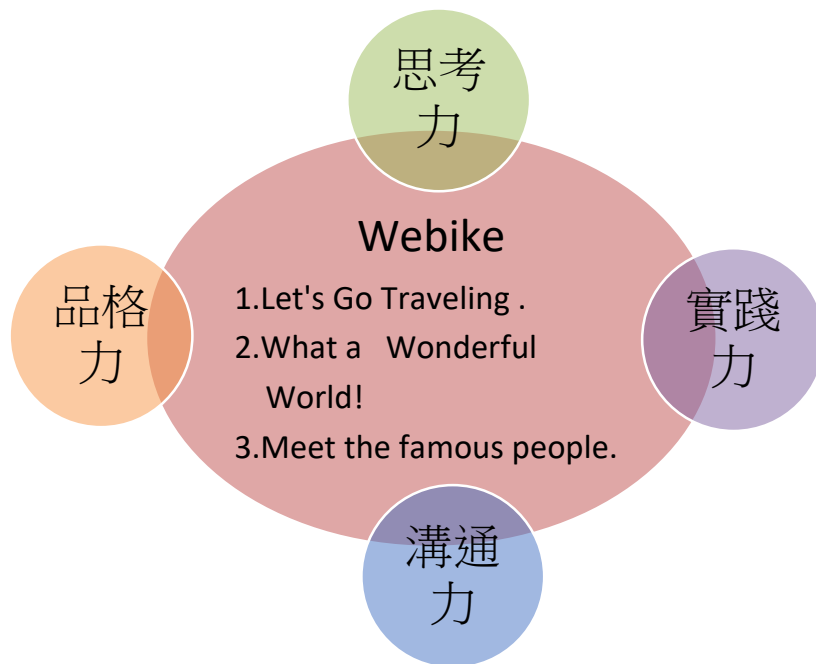 思考
力
Webike
品格
力
1.Let's Go Traveling .
2.What a Wonderful
World!
3.Meet the famous people.
實踐
力
溝通
力